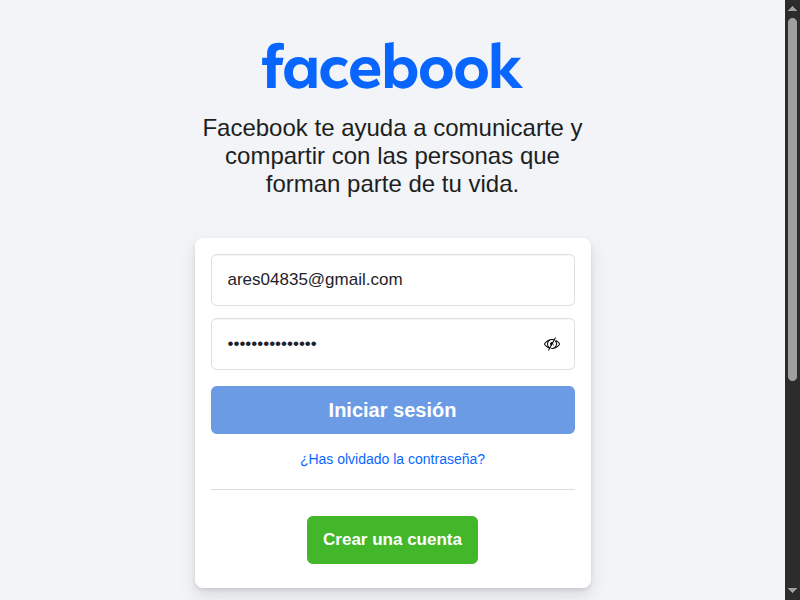 facebook
Facebook te ayuda a comunicarte y
compartir con las personas que
forman parte de tu vida.
ares04835@gmail.com
•••••••••••••••
Iniciar sesión
¿Has olvidado la contraseña?
Crear una cuenta